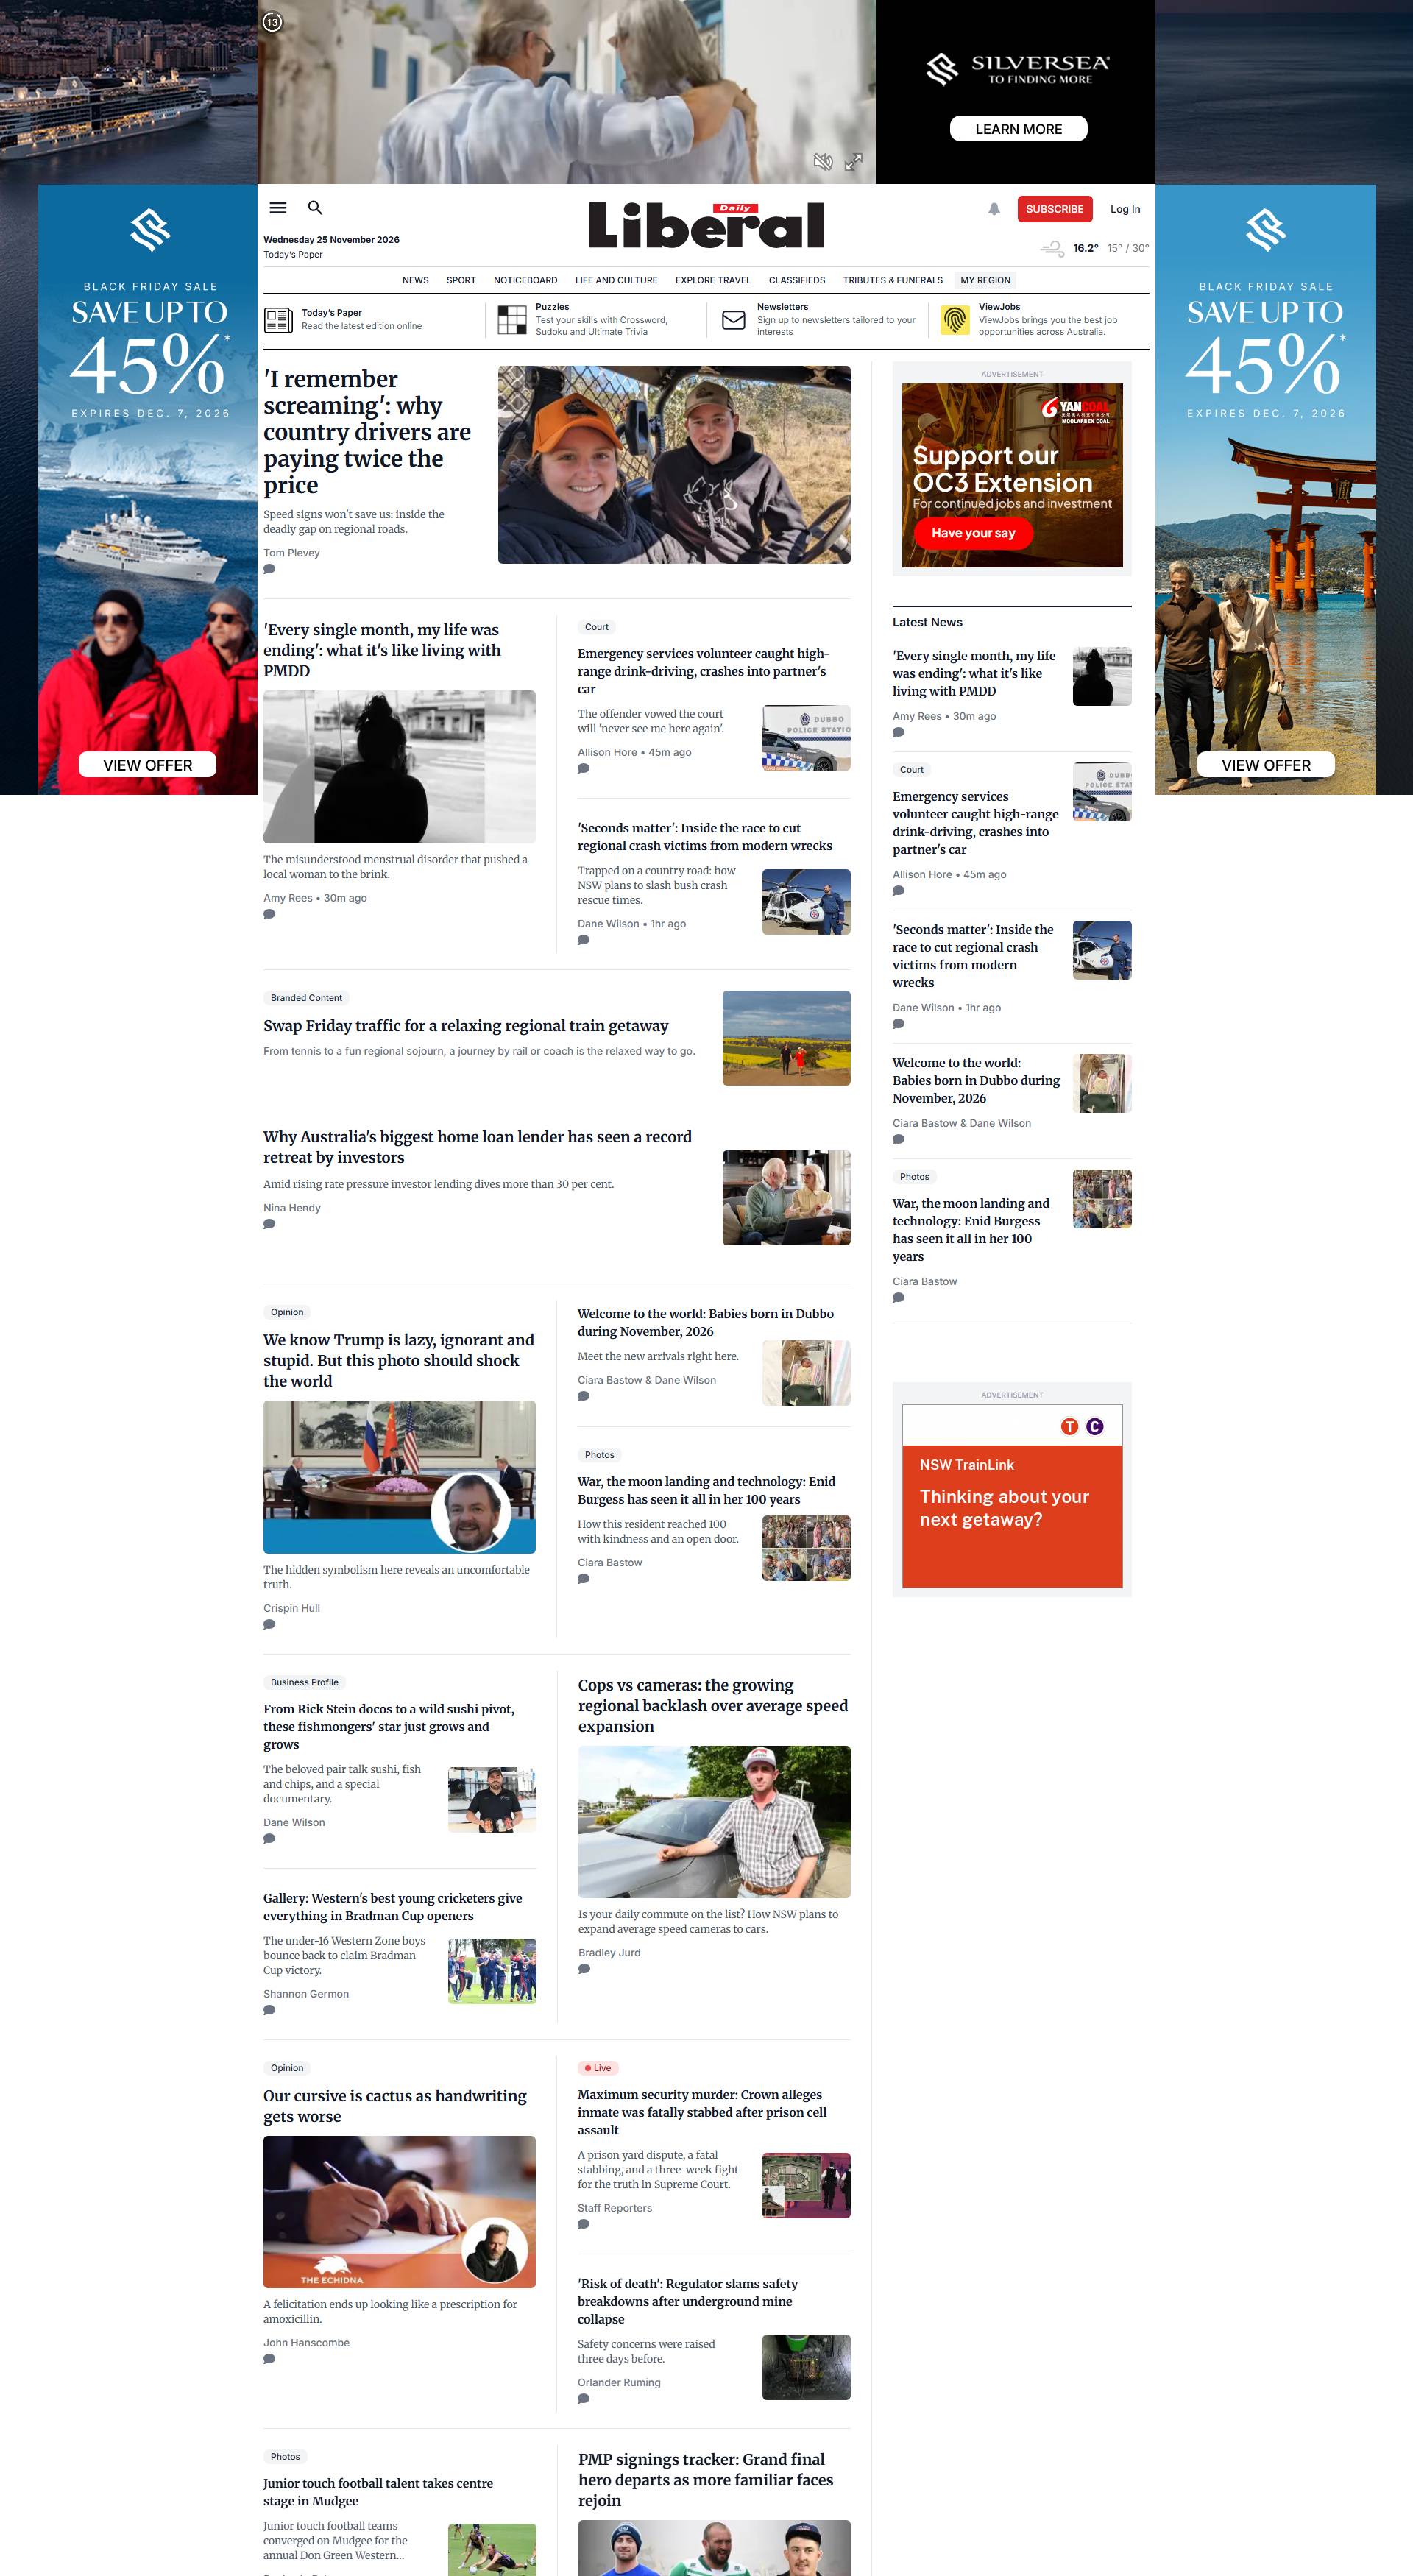 13
SILVERSEA
TO FINDING MORE
LEARN MORE
BLACK FRIDAY SALE
SAVE UP TO
45%*
EXPIRES DEC. 7, 2026
VIEW OFFER
BLACK FRIDAY SALE
SAVE UP TO
45%*
EXPIRES DEC. 7, 2026
VIEW OFFER
Daily
Liberal
SUBSCRIBE
Log In
Wednesday 25 November 2026
Today's Paper
16.2° 15° / 30°
NEWS SPORT NOTICEBOARD LIFE AND CULTURE EXPLORE TRAVEL CLASSIFIEDS TRIBUTES & FUNERALS MY REGION
Today's Paper
Read the latest edition online
Puzzles
Test your skills with Crossword,
Sudoku and Ultimate Trivia
Newsletters
Sign up to newsletters tailored to your
interests
ViewJobs
ViewJobs brings you the best job
opportunities across Australia.
'I remember
screaming': why
country drivers are
paying twice the
price
Speed signs won't save us: inside the
deadly gap on regional roads.
Tom Plevey
'Every single month, my life was
ending': what it's like living with
PMDD
The misunderstood menstrual disorder that pushed a
local woman to the brink.
Amy Rees • 30m ago
Court
Emergency services volunteer caught high-
range drink-driving, crashes into partner's
car
The offender vowed the court
will 'never see me here again'.
Allison Hore • 45m ago
DUBBO
POLICE STATIO
'Seconds matter': Inside the race to cut
regional crash victims from modern wrecks
Trapped on a country road: how
NSW plans to slash bush crash
rescue times.
Dane Wilson • 1hr ago
Branded Content
Swap Friday traffic for a relaxing regional train getaway
From tennis to a fun regional sojourn, a journey by rail or coach is the relaxed way to go.
Why Australia's biggest home loan lender has seen a record
retreat by investors
Amid rising rate pressure investor lending dives more than 30 per cent.
Nina Hendy
Opinion
We know Trump is lazy, ignorant and
stupid. But this photo should shock
the world
The hidden symbolism here reveals an uncomfortable
truth.
Crispin Hull
Welcome to the world: Babies born in Dubbo
during November, 2026
Meet the new arrivals right here.
Ciara Bastow & Dane Wilson
Photos
War, the moon landing and technology: Enid
Burgess has seen it all in her 100 years
How this resident reached 100
with kindness and an open door.
Ciara Bastow
Business Profile
From Rick Stein docos to a wild sushi pivot,
these fishmongers' star just grows and
grows
The beloved pair talk sushi, fish
and chips, and a special
documentary.
Dane Wilson
Gallery: Western's best young cricketers give
everything in Bradman Cup openers
The under-16 Western Zone boys
bounce back to claim Bradman
Cup victory.
Shannon Germon
Cops vs cameras: the growing
regional backlash over average speed
expansion
Is your daily commute on the list? How NSW plans to
expand average speed cameras to cars.
Bradley Jurd
Opinion
Our cursive is cactus as handwriting
gets worse
THE ECHIDNA
A felicitation ends up looking like a prescription for
amoxicillin.
John Hanscombe
Live
Maximum security murder: Crown alleges
inmate was fatally stabbed after prison cell
assault
A prison yard dispute, a fatal
stabbing, and a three-week fight
for the truth in Supreme Court.
Staff Reporters
'Risk of death': Regulator slams safety
breakdowns after underground mine
collapse
Safety concerns were raised
three days before.
Orlander Ruming
Photos
Junior touch football talent takes centre
stage in Mudgee
Junior touch football teams
converged on Mudgee for the
annual Don Green Western...
PMP signings tracker: Grand final
hero departs as more familiar faces
rejoin
ADVERTISEMENT
YANCOAL
MOOLARBEN COAL
Support our
OC3 Extension
For continued jobs and investment
Have your say
Latest News
'Every single month, my life
was ending': what it's like
living with PMDD
Amy Rees • 30m ago
Court
Emergency services
volunteer caught high-range
drink-driving, crashes into
partner's car
Allison Hore • 45m ago
'Seconds matter': Inside the
race to cut regional crash
victims from modern
wrecks
Dane Wilson • 1hr ago
Welcome to the world:
Babies born in Dubbo during
November, 2026
Ciara Bastow & Dane Wilson
Photos
War, the moon landing and
technology: Enid Burgess
has seen it all in her 100
years
Ciara Bastow
ADVERTISEMENT
T C
NSW TrainLink
Thinking about your
next getaway?